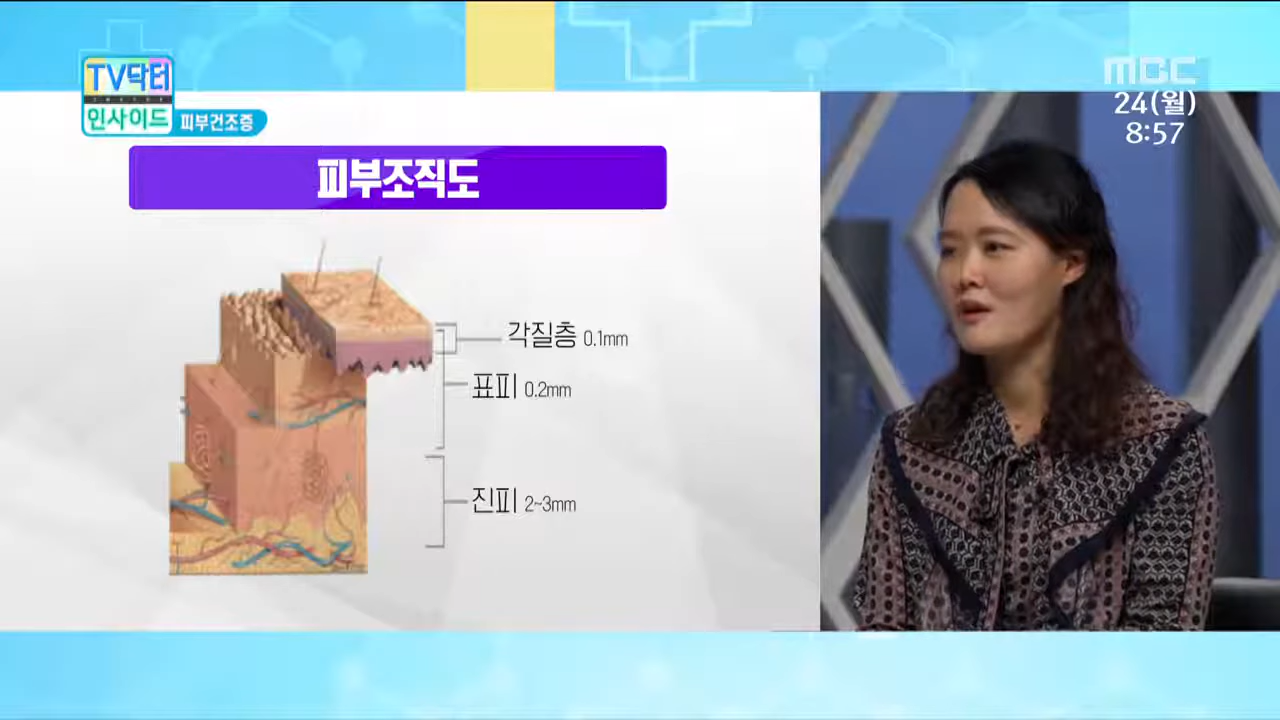 TV닥터
인사이드
피부건조증
MBC
24(월)
8:57
피부조직도
각질층 0.1mm
표피 0.2mm
진피 2~3mm